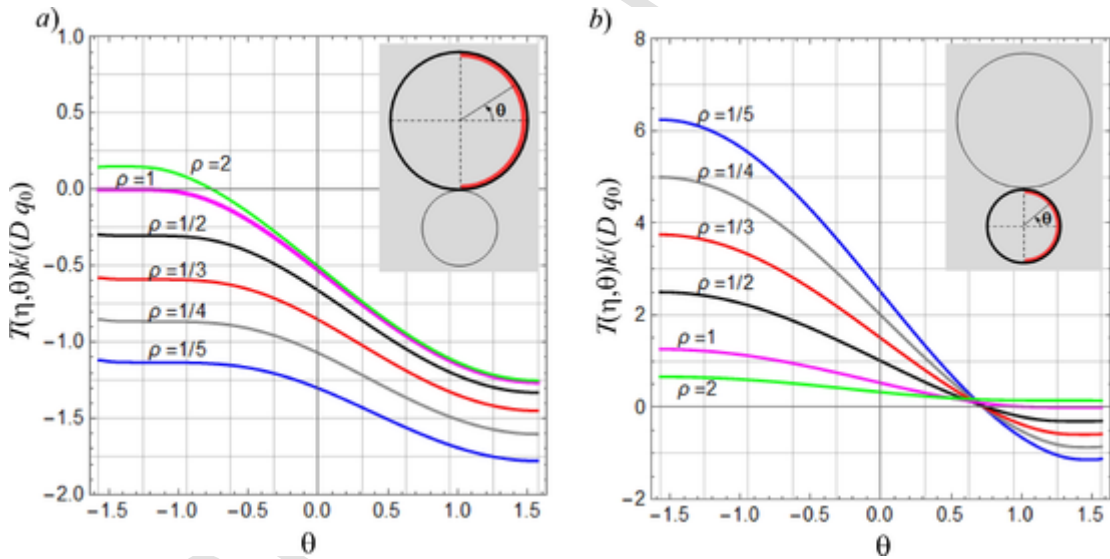 a)
T(η,θ)k/(D q₀)
1.0
0.5
0.0
−0.5
−1.0
−1.5
−2.0
ρ =2
ρ =1
ρ =1/2
ρ =1/3
ρ =1/4
ρ =1/5
θ
−1.5 −1.0 −0.5 0.0 0.5 1.0 1.5
θ
b)
T(η,θ)k/(D q₀)
8
6
4
2
0
−2
ρ =1/5
ρ =1/4
ρ =1/3
ρ =1/2
ρ =1
ρ =2
θ
−1.5 −1.0 −0.5 0.0 0.5 1.0 1.5
θ